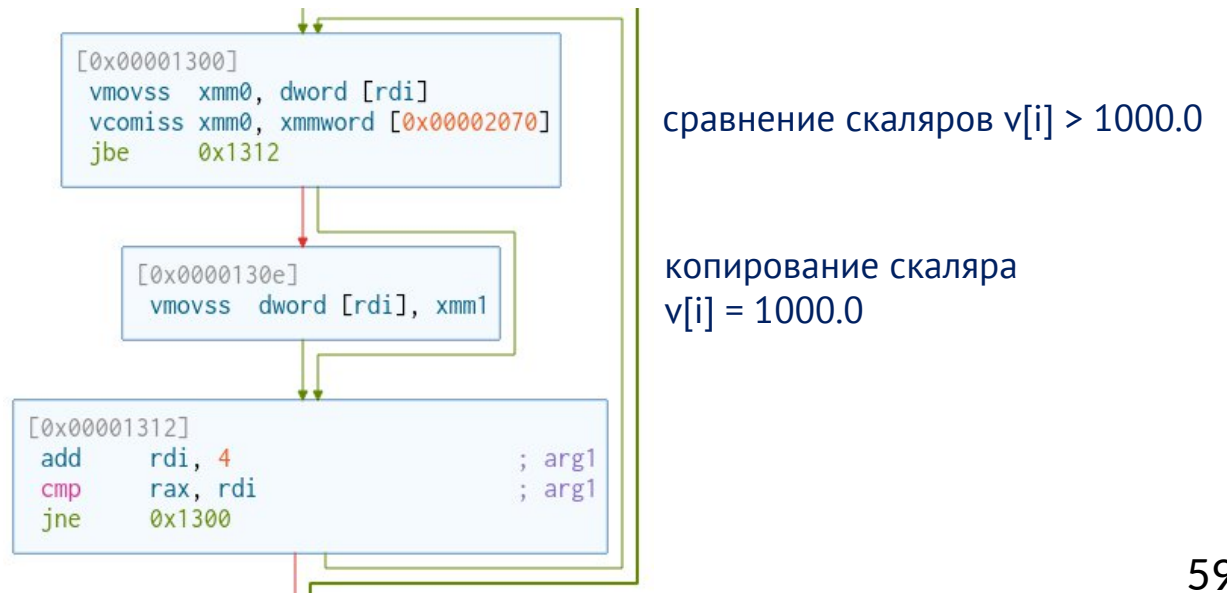 [0x00001300]
vmovss xmm0, dword [rdi]
vcomiss xmm0, xmmword [0x00002070]
jbe 0x1312
сравнение скаляров v[i] > 1000.0
[0x0000130e]
vmovss dword [rdi], xmm1
копирование скаляра
v[i] = 1000.0
[0x00001312]
add rdi, 4 ; arg1
cmp rax, rdi ; arg1
jne 0x1300
59